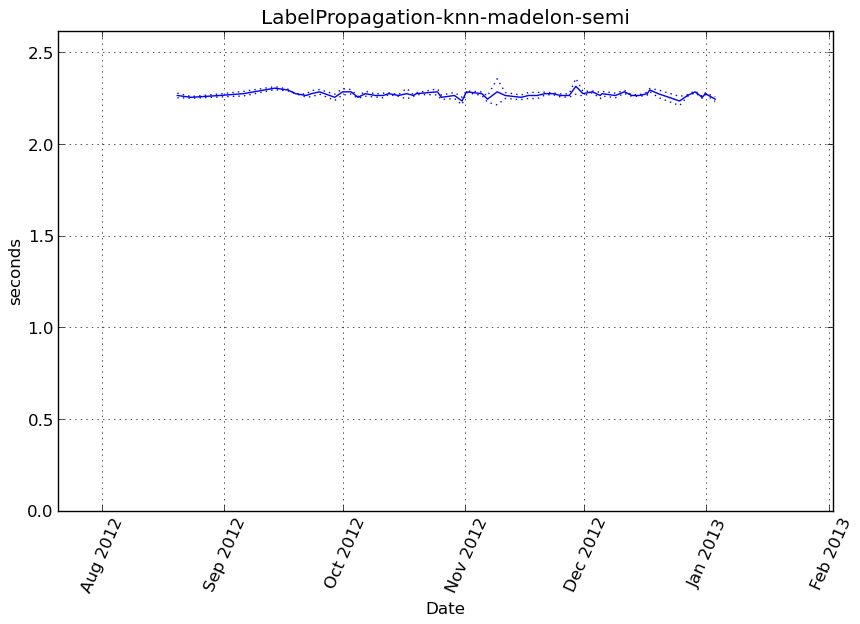 LabelPropagation-knn-madelon-semi
2.5
2.0
1.5
1.0
0.5
0.0
seconds
Aug 2012
Sep 2012
Oct 2012
Nov 2012
Dec 2012
Jan 2013
Feb 2013
Date